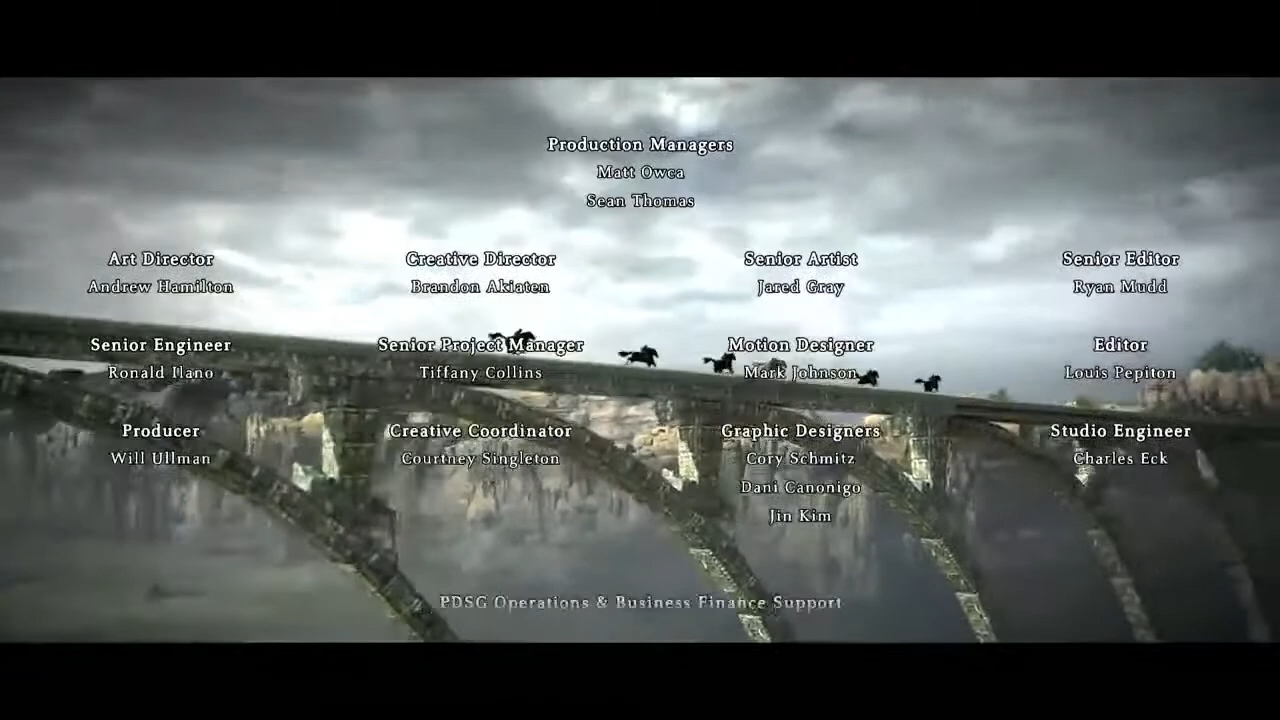 Production Managers
Matt Owca
Sean Thomas
Art Director
Andrew Hamilton
Creative Director
Brandon Akiaten
Senior Artist
Jared Gray
Senior Editor
Ryan Mudd
Senior Engineer
Ronald Ilano
Senior Project Manager
Tiffany Collins
Motion Designer
Mark Johnson
Editor
Louis Pepiton
Producer
Will Ullman
Creative Coordinator
Courtney Singleton
Graphic Designers
Cory Schmitz
Dani Canonigo
Jin Kim
Studio Engineer
Charles Eck
PDSG Operations & Business Finance Support